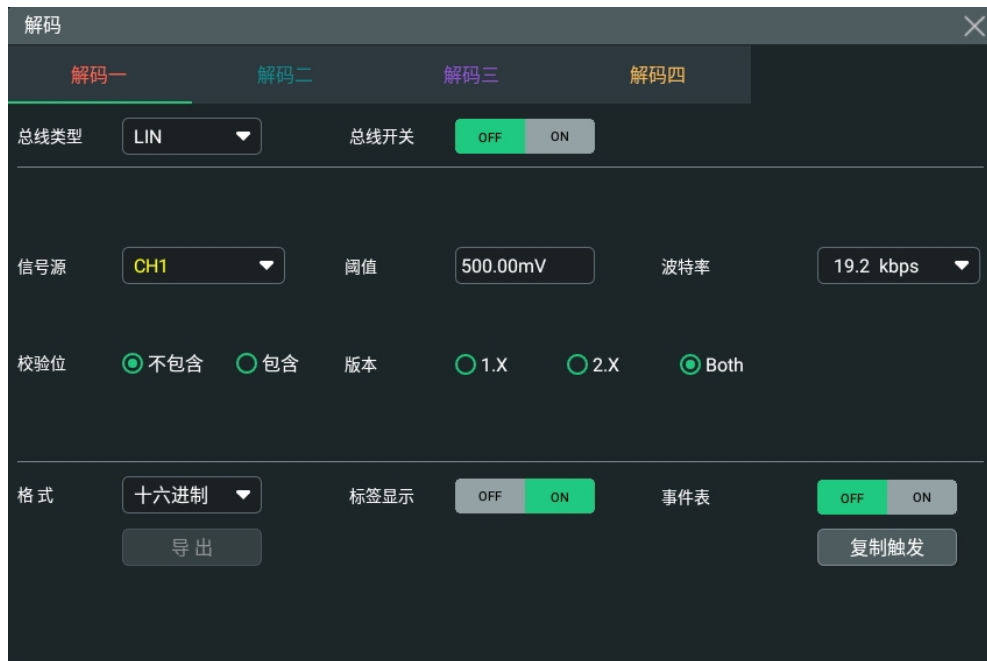 解码
解码一 解码二 解码三 解码四
总线类型 LIN 总线开关 OFF ON
信号源 CH1 阈值 500.00mV 波特率 19.2 kbps
校验位 不包含 包含 版本 1.X 2.X Both
格式 十六进制 标签显示 OFF ON 事件表 OFF ON
导出 复制触发